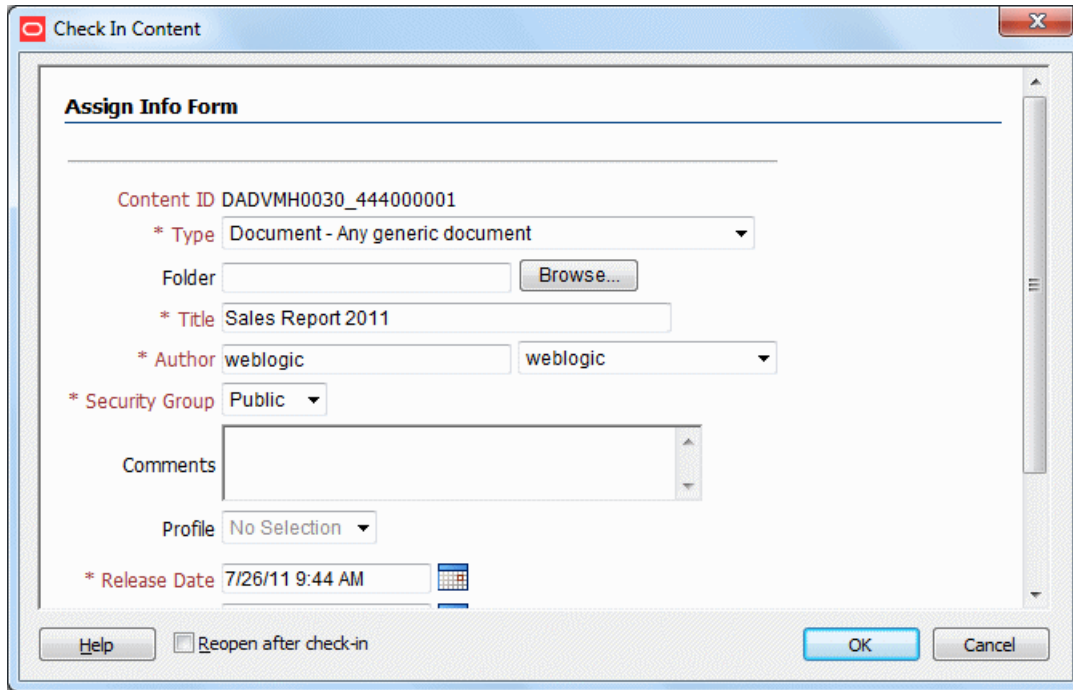 Check In Content
Assign Info Form
Content ID DADVMH0030_444000001
* Type Document - Any generic document
Folder Browse...
* Title Sales Report 2011
* Author weblogic weblogic
* Security Group Public
Comments
Profile No Selection
* Release Date 7/26/11 9:44 AM
Help Reopen after check-in OK Cancel